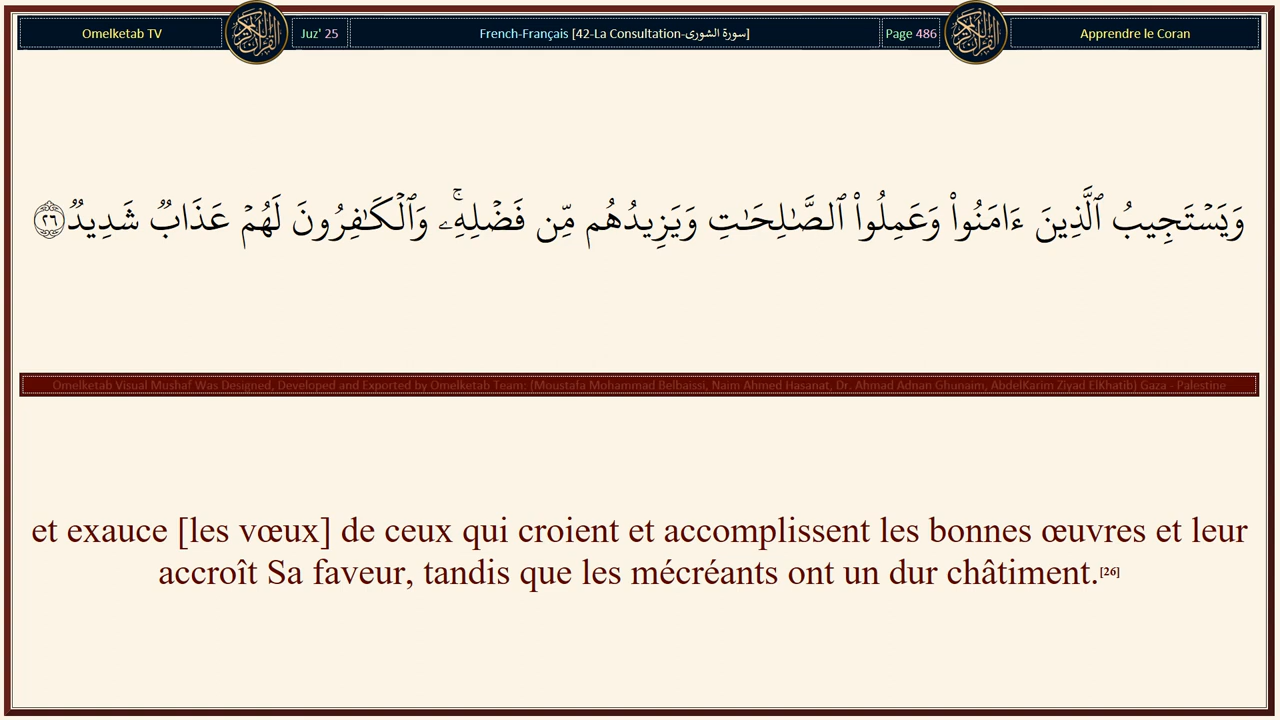 Omelketab TV
Juz' 25
French-Français [42-La Consultation-سورة الشورى]
Page 486
Apprendre le Coran
وَيَسۡتَجِيبُ ٱلَّذِينَ ءَامَنُواْ وَعَمِلُواْ ٱلصَّٰلِحَٰتِ وَيَزِيدُهُم مِّن فَضۡلِهِۦۚ وَٱلۡكَٰفِرُونَ لَهُمۡ عَذَابٞ شَدِيدٞ ٢٦
Omelketab Visual Mushaf Was Designed, Developed and Exported by Omelketab Team: (Moustafa Mohammad Belbaissi, Naim Ahmed Hasanat, Dr. Ahmad Adnan Ghunaim, AbdelKarim Ziyad ElKhatib) Gaza - Palestine
et exauce [les vœux] de ceux qui croient et accomplissent les bonnes œuvres et leur
accroît Sa faveur, tandis que les mécréants ont un dur châtiment.[26]